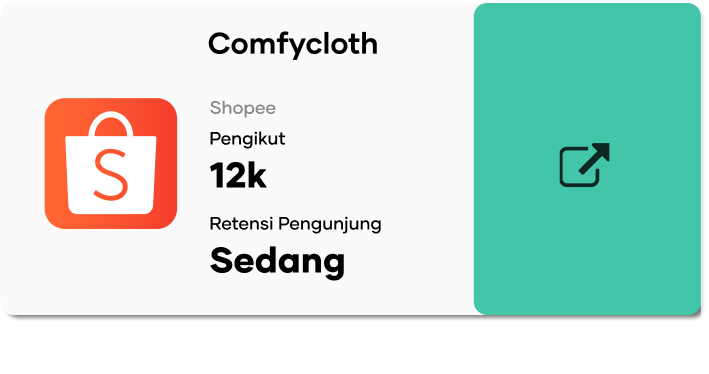 Comfycloth
Shopee
Pengikut
12k
Retensi Pengunjung
Sedang
S